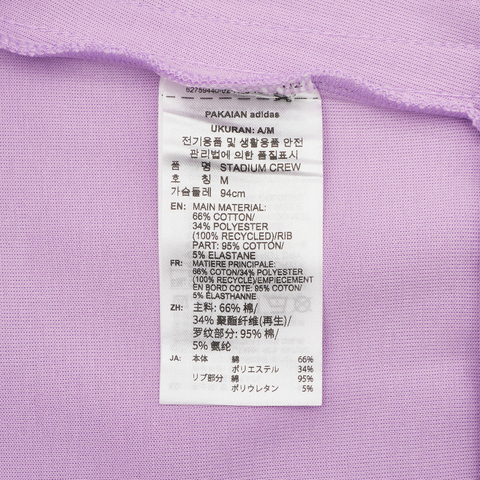 PAKAIAN adidas
UKURAN: A/M
전기용품 및 생활용품 안전
관리법에 의한 품질표시
품 명 STADIUM CREW
호 칭 M
가슴둘레 94cm
EN: MAIN MATERIAL:
66% COTTON/
34% POLYESTER
(100% RECYCLED)/RIB
PART: 95% COTTON/
5% ELASTANE
FR: MATIERE PRINCIPALE:
66% COTON/34% POLYESTER
(100% RECYCLÉ)/EMPIECEMENT
EN BORD COTE: 95% COTON/
5% ÉLASTHANNE
ZH: 主料: 66% 棉/
34% 聚酯纤维(再生)/
罗纹部分: 95% 棉/
5% 氨纶
JA: 本体 綿 66%
ポリエステル 34%
リブ部分 綿 95%
ポリウレタン 5%